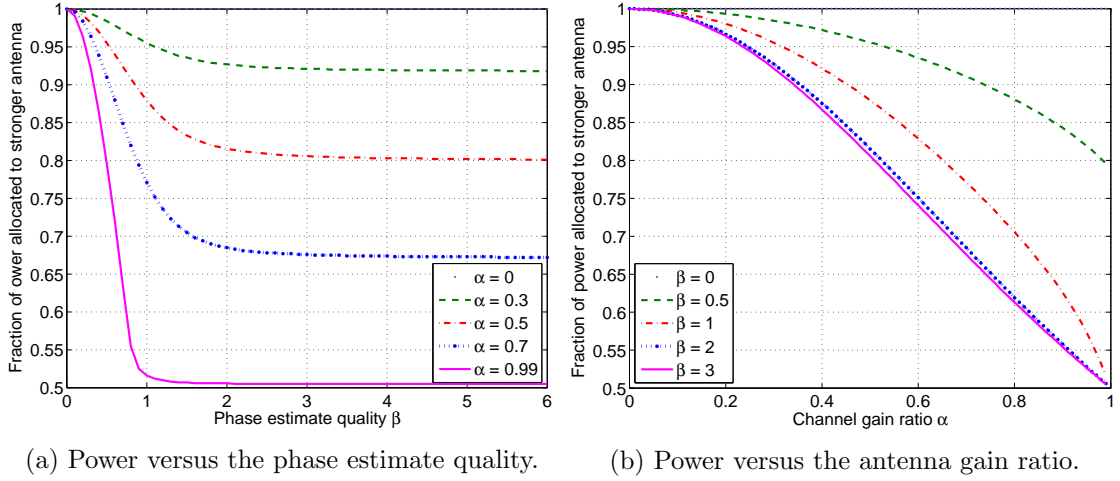 Fraction of ower allocated to stronger antenna
1
0.95
0.9
0.85
0.8
0.75
0.7
0.65
0.6
0.55
0.5
0 1 2 3 4 5 6
Phase estimate quality β
α = 0
α = 0.3
α = 0.5
α = 0.7
α = 0.99
(a) Power versus the phase estimate quality.
Fraction of power allocated to stronger antenna
1
0.95
0.9
0.85
0.8
0.75
0.7
0.65
0.6
0.55
0.5
0 0.2 0.4 0.6 0.8 1
Channel gain ratio α
β = 0
β = 0.5
β = 1
β = 2
β = 3
(b) Power versus the antenna gain ratio.